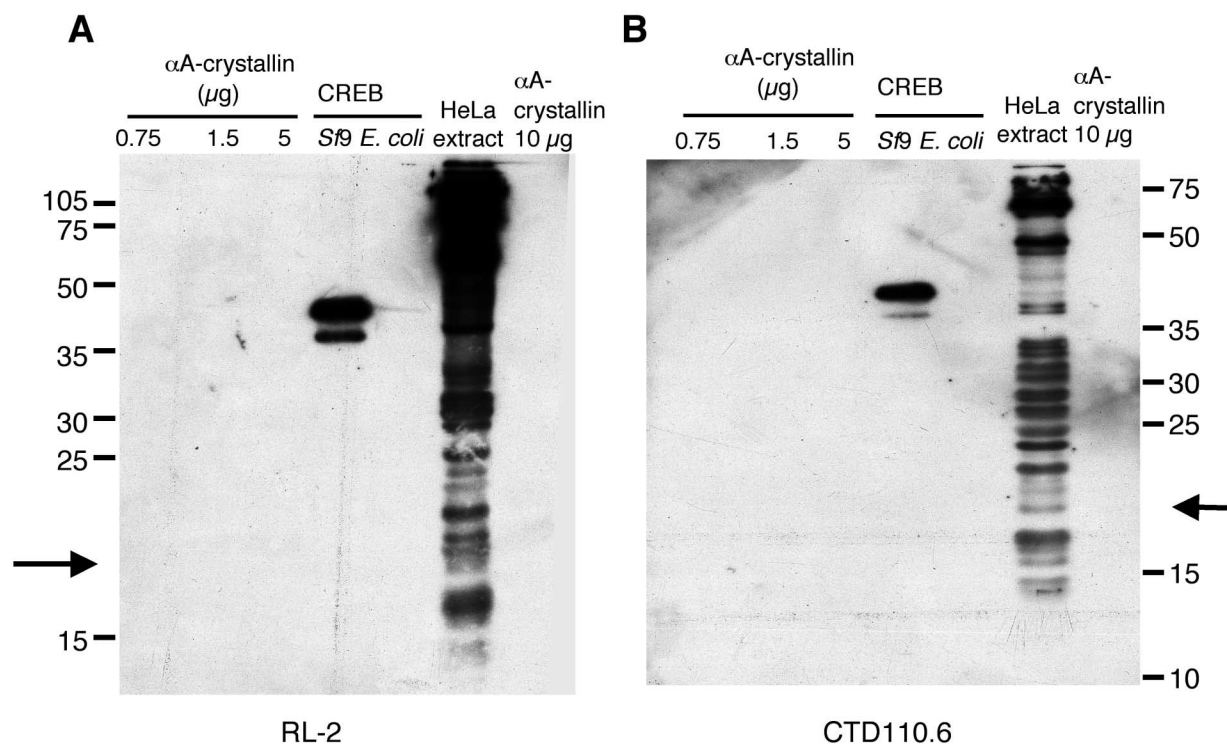 A
αA-crystallin
(µg)
0.75 1.5 5
CREB
Sf9 E. coli
HeLa
extract
αA-
crystallin
10 µg
105
75
50
35
30
25
15
RL-2
B
αA-crystallin
(µg)
0.75 1.5 5
CREB
Sf9 E. coli
HeLa
extract
αA-
crystallin
10 µg
75
50
35
30
25
15
10
CTD110.6